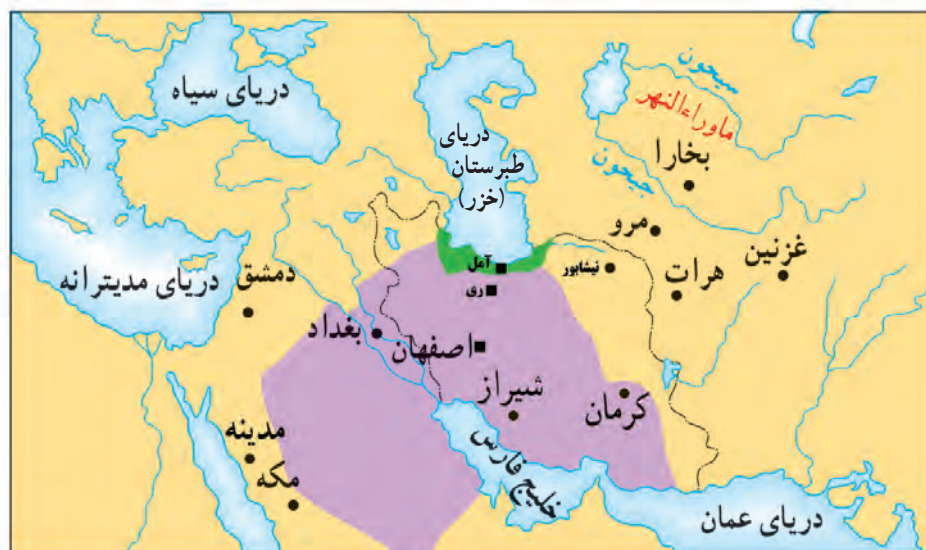 دریای سیاه
دریای
طبرستان
(خزر)
سیحون
ماوراءالنهر
بخارا
جیحون
مرو
غزنین
هرات
نیشابور
آمل
ری
دریای مدیترانه
دمشق
بغداد
اصفهان
شیراز
کرمان
مدینه
مکه
خلیج فارس
دریای عمان